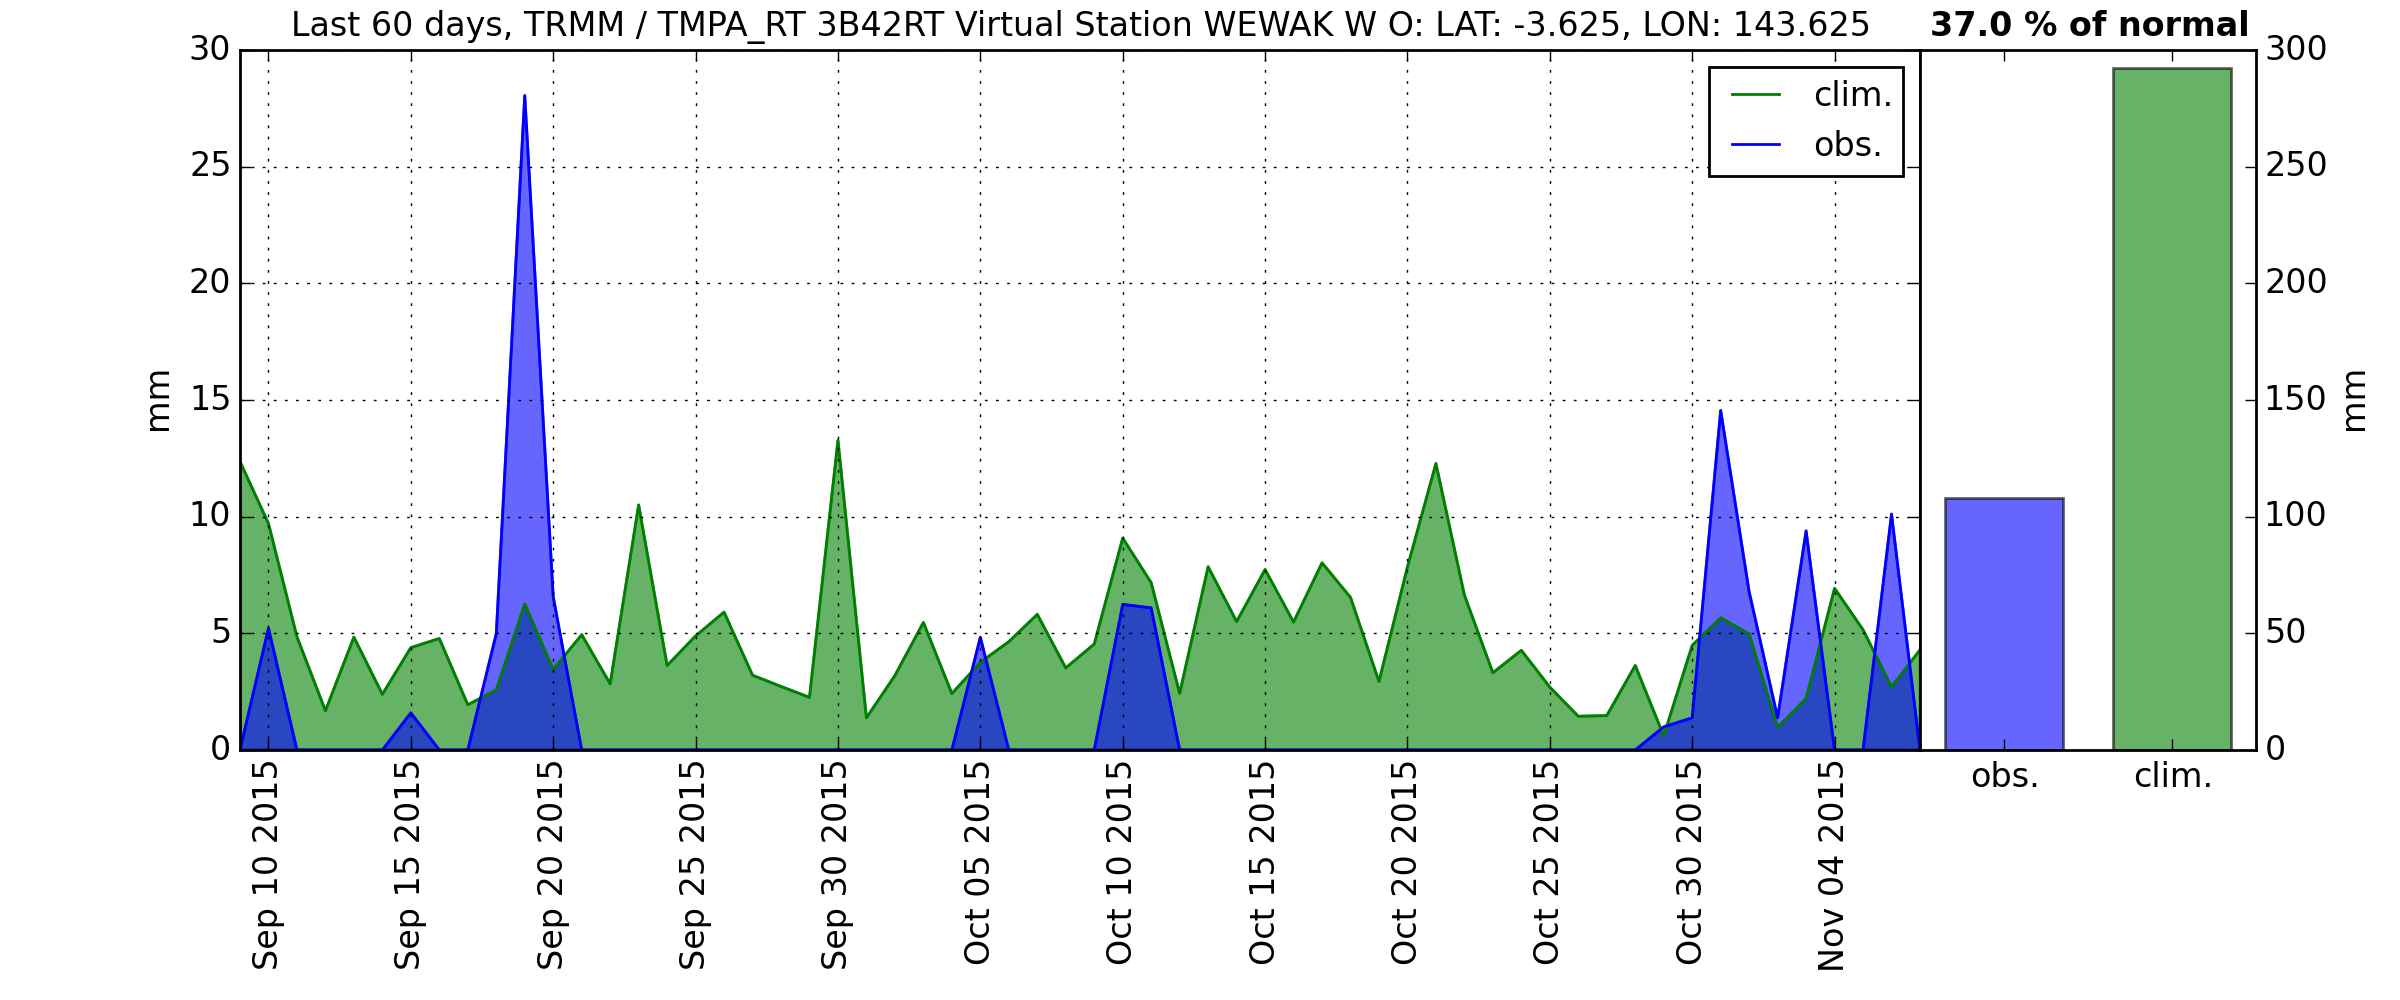 Last 60 days, TRMM / TMPA_RT 3B42RT Virtual Station WEWAK W O: LAT: -3.625, LON: 143.625
37.0 % of normal
30
25
20
15
10
5
0
mm
clim.
obs.
300
250
200
150
100
50
0
mm
Sep 10 2015
Sep 15 2015
Sep 20 2015
Sep 25 2015
Sep 30 2015
Oct 05 2015
Oct 10 2015
Oct 15 2015
Oct 20 2015
Oct 25 2015
Oct 30 2015
Nov 04 2015
obs.
clim.